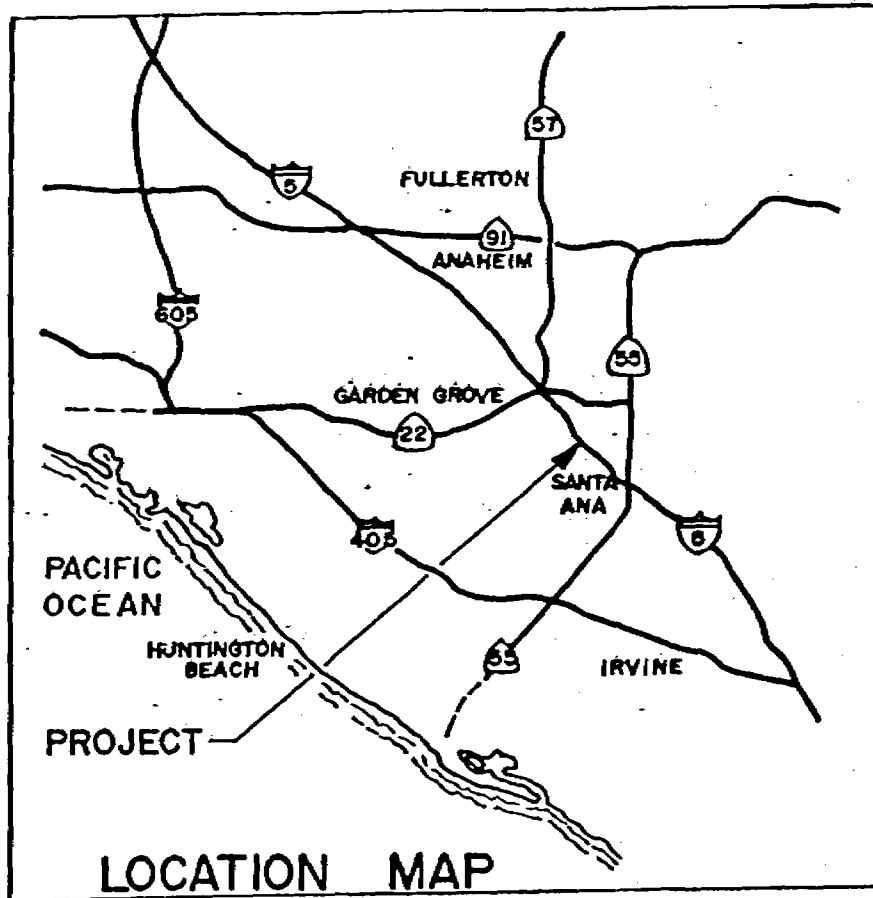 57
5
FULLERTON
91
ANAHEIM
605
55
GARDEN GROVE
22
SANTA
ANA
405
5
PACIFIC
OCEAN
HUNTINGTON
BEACH
55
IRVINE
PROJECT
LOCATION MAP